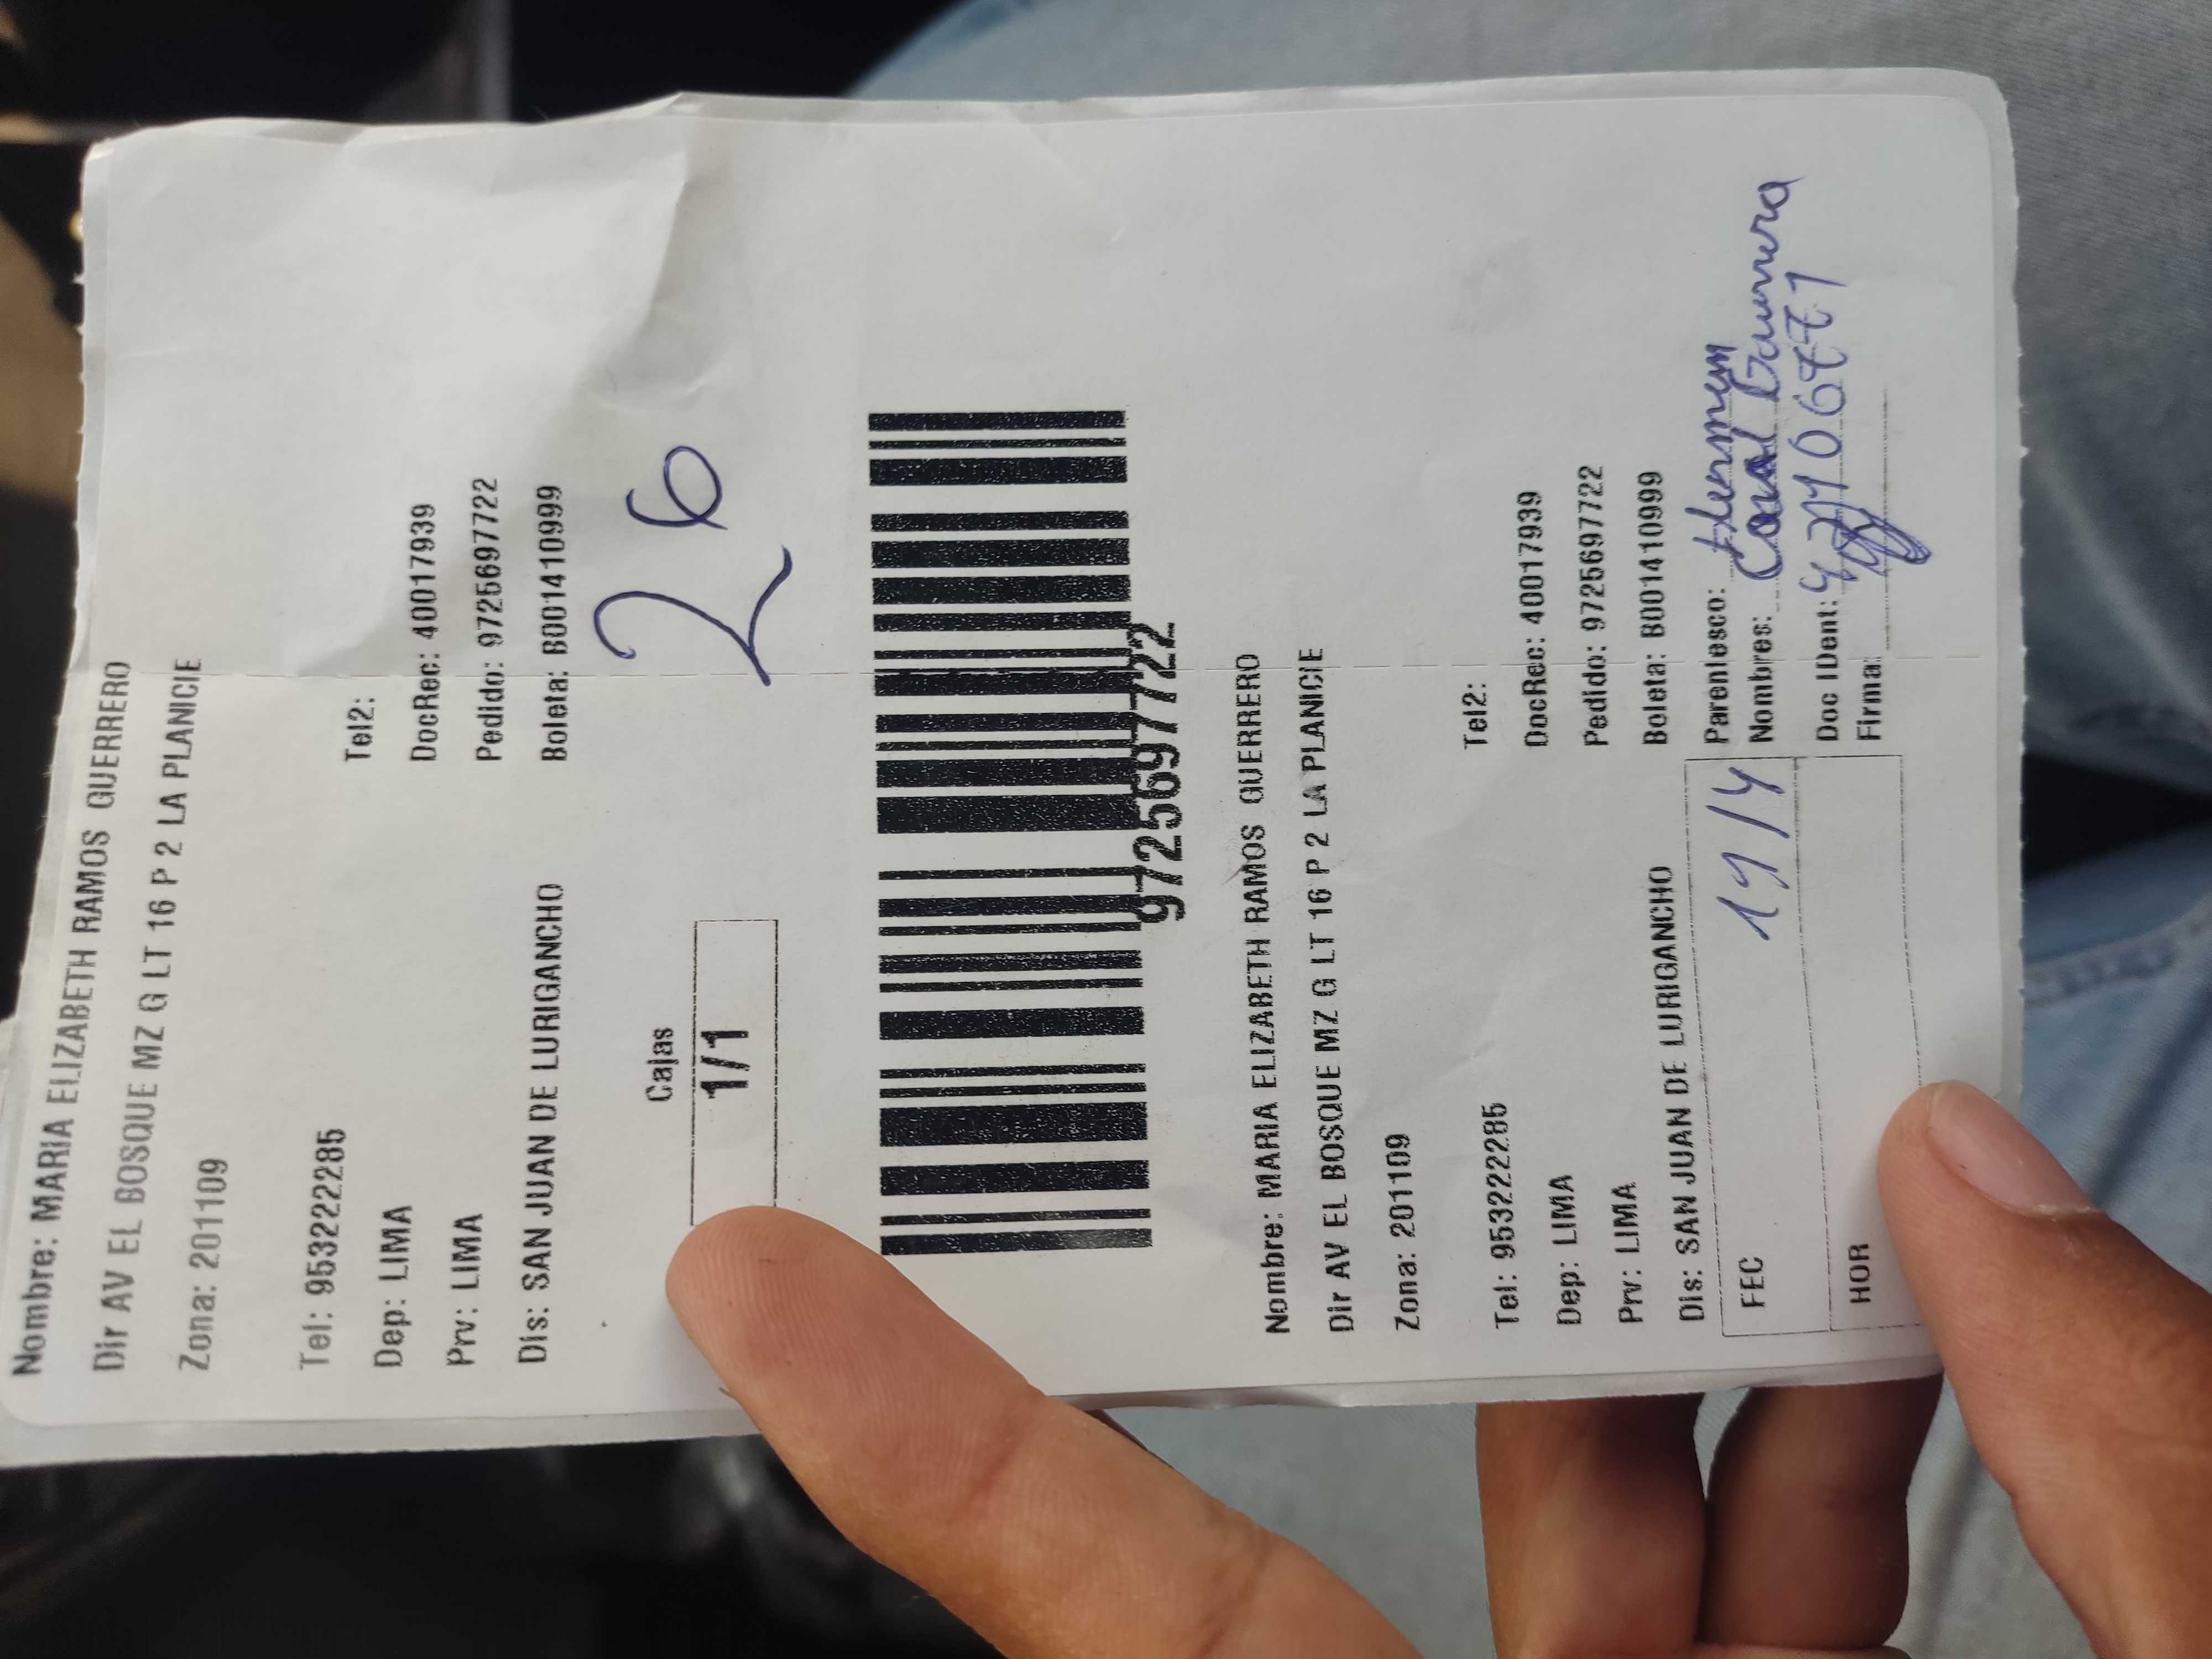 Nombre: MARIA ELIZABETH RAMOS GUERRERO
Dir AV EL BOSQUE MZ G LT 16 P 2 LA PLANICIE
Zona: 201109
Tel: 953222285 Tel2:
Dep: LIMA DocRec: 40017939
Prv: LIMA Pedido: 9725697722
Dis: SAN JUAN DE LURIGANCHO Boleta: B001410999
26
Cajas
1/1
9725697722
Nombre: MARIA ELIZABETH RAMOS GUERRERO
Dir AV EL BOSQUE MZ G LT 16 P 2 LA PLANICIE
Zona: 201109
Tel: 953222285 Tel2:
Dep: LIMA DocRec: 40017939
Prv: LIMA Pedido: 9725697722
Dis: SAN JUAN DE LURIGANCHO Boleta: B001410999
FEC 19/4 Parentesco:
Nombres:
HOR Doc IDent:
Firma: